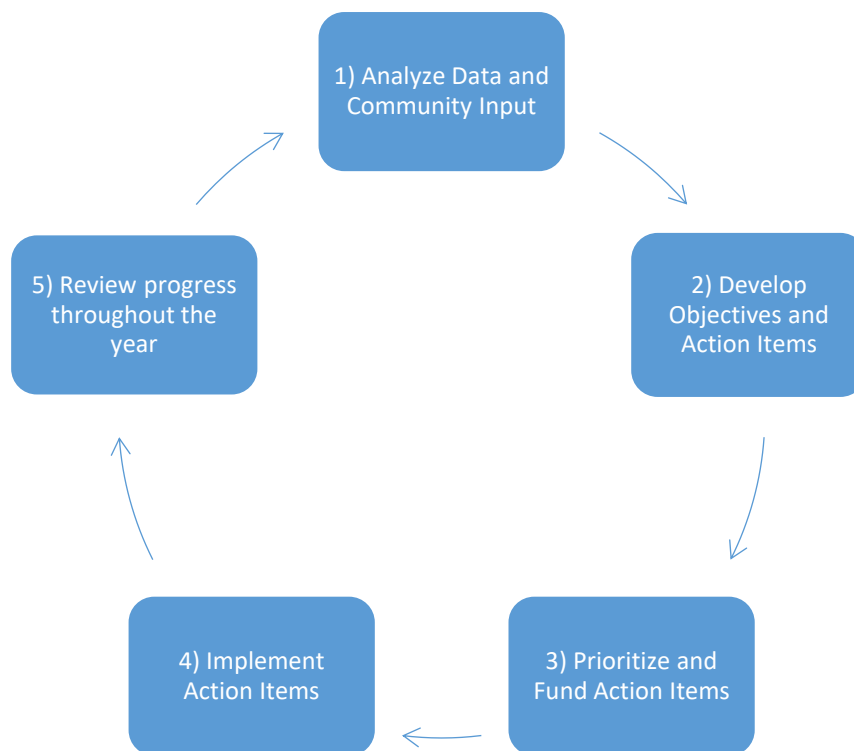 1) Analyze Data and
Community Input
2) Develop
Objectives and
Action Items
3) Prioritize and
Fund Action Items
4) Implement
Action Items
5) Review progress
throughout the
year